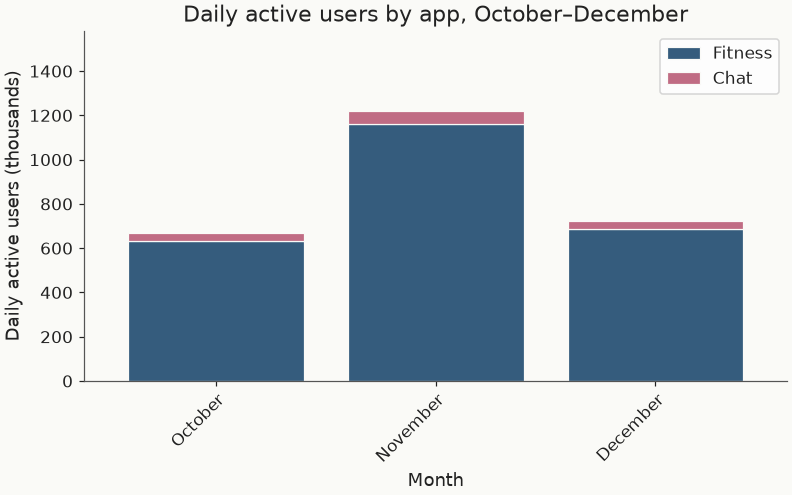 Daily active users by app, October–December
Fitness
Chat
Daily active users (thousands)
1400
1200
1000
800
600
400
200
0
October
November
December
Month